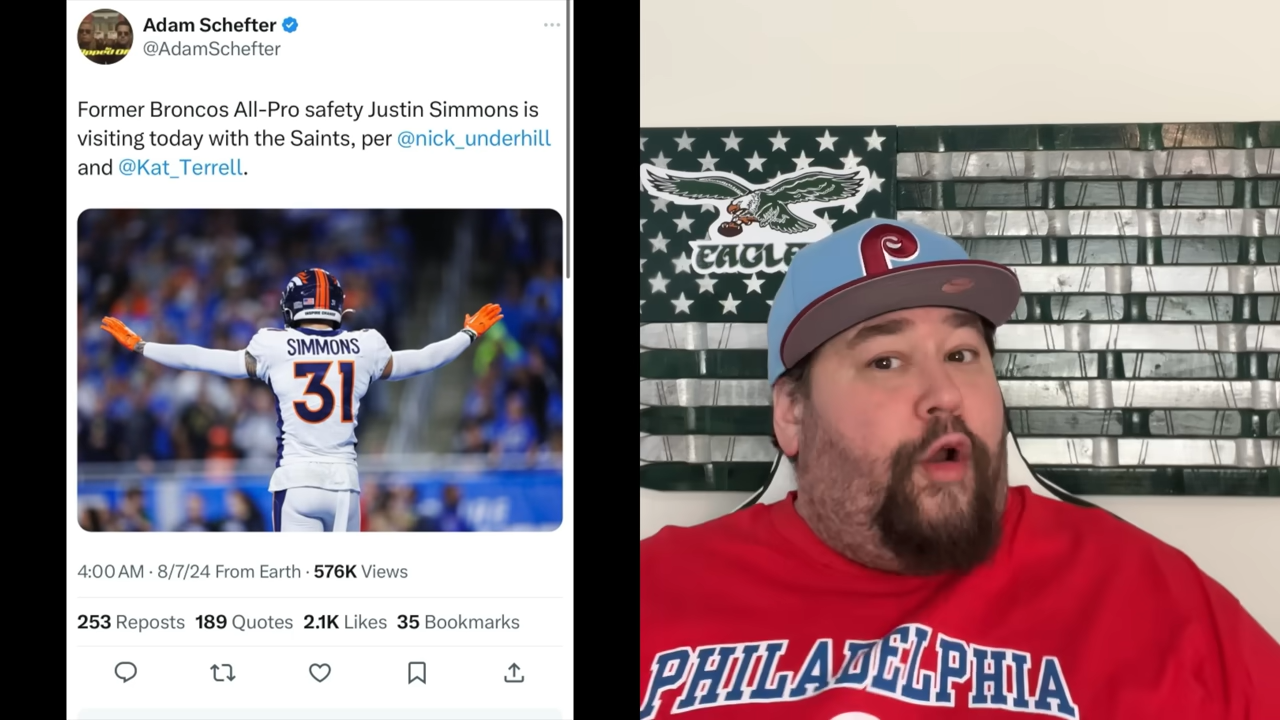 Adam Schefter
@AdamSchefter
Former Broncos All-Pro safety Justin Simmons is
visiting today with the Saints, per @nick_underhill
and @Kat_Terrell.
SIMMONS
31
4:00 AM · 8/7/24 From Earth · 576K Views
253 Reposts 189 Quotes 2.1K Likes 35 Bookmarks
EAGLE
P
PHILADELPHIA